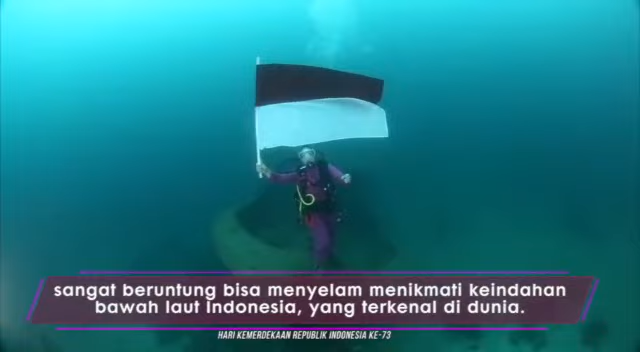 sangat beruntung bisa menyelam menikmati keindahan
bawah laut Indonesia, yang terkenal di dunia.
HARI KEMERDEKAAN REPUBLIK INDONESIA KE-73